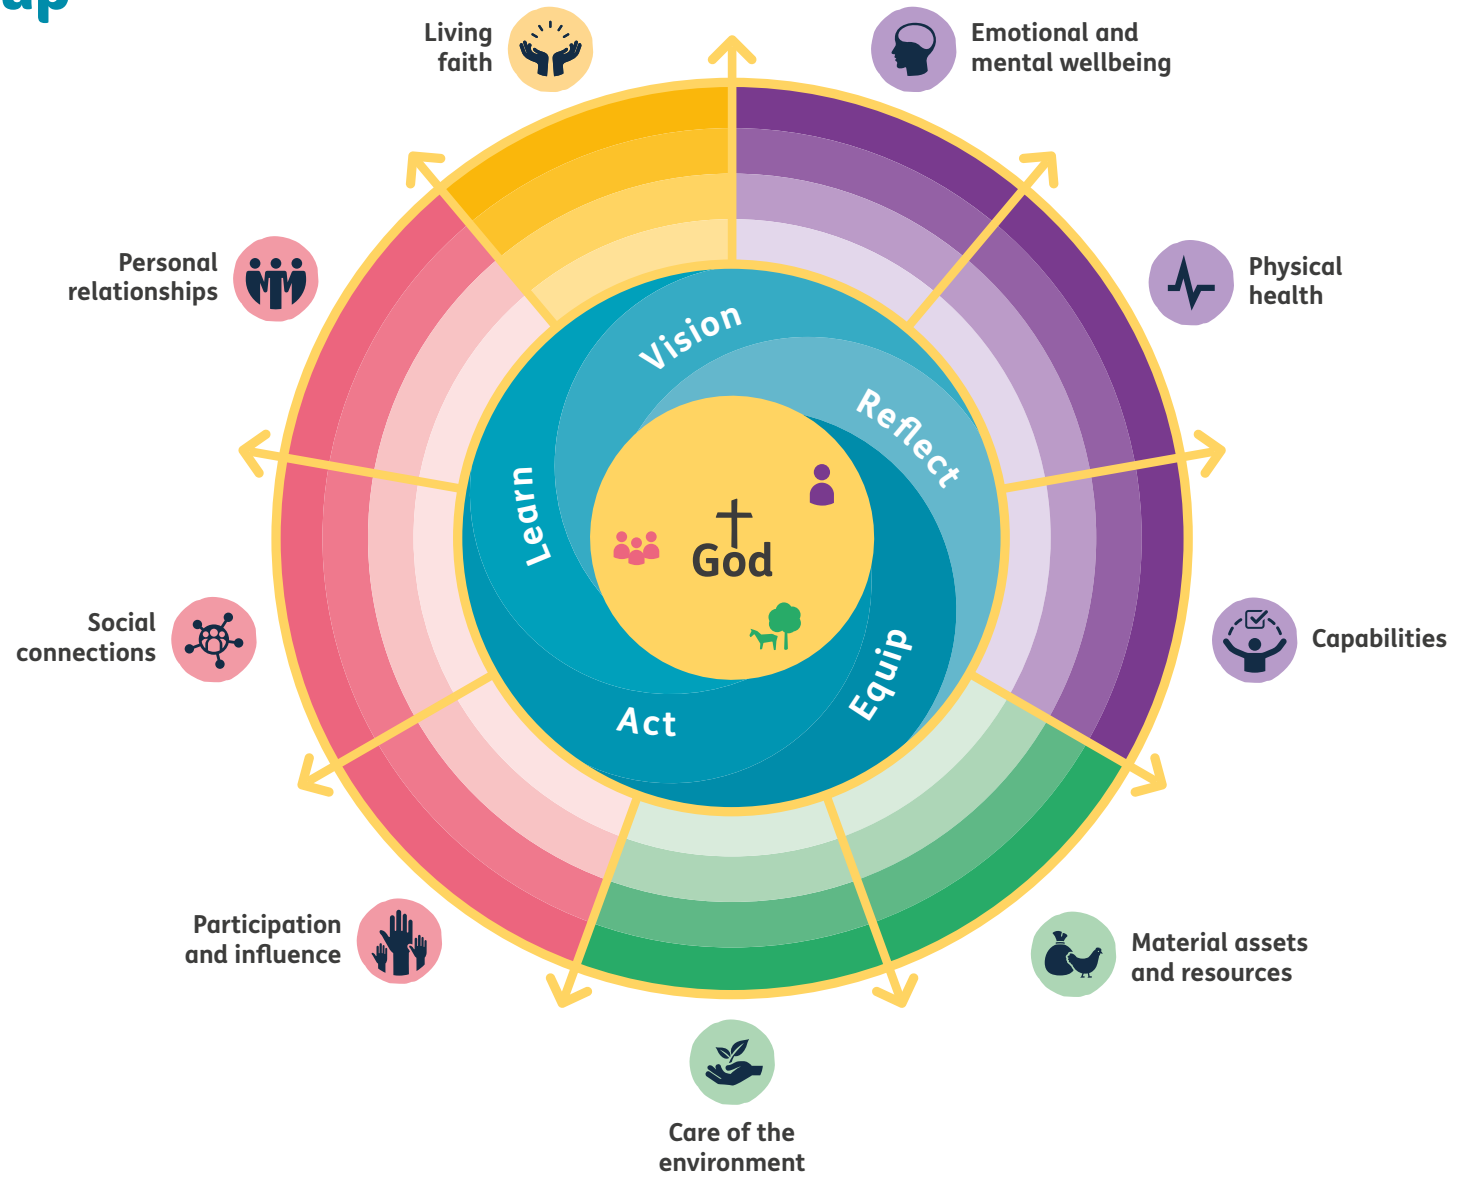 Living
faith
Emotional and
mental wellbeing
Personal
relationships
Physical
health
Vision
Reflect
Learn
God
Equip
Act
Social
connections
Capabilities
Participation
and influence
Material assets
and resources
Care of the
environment